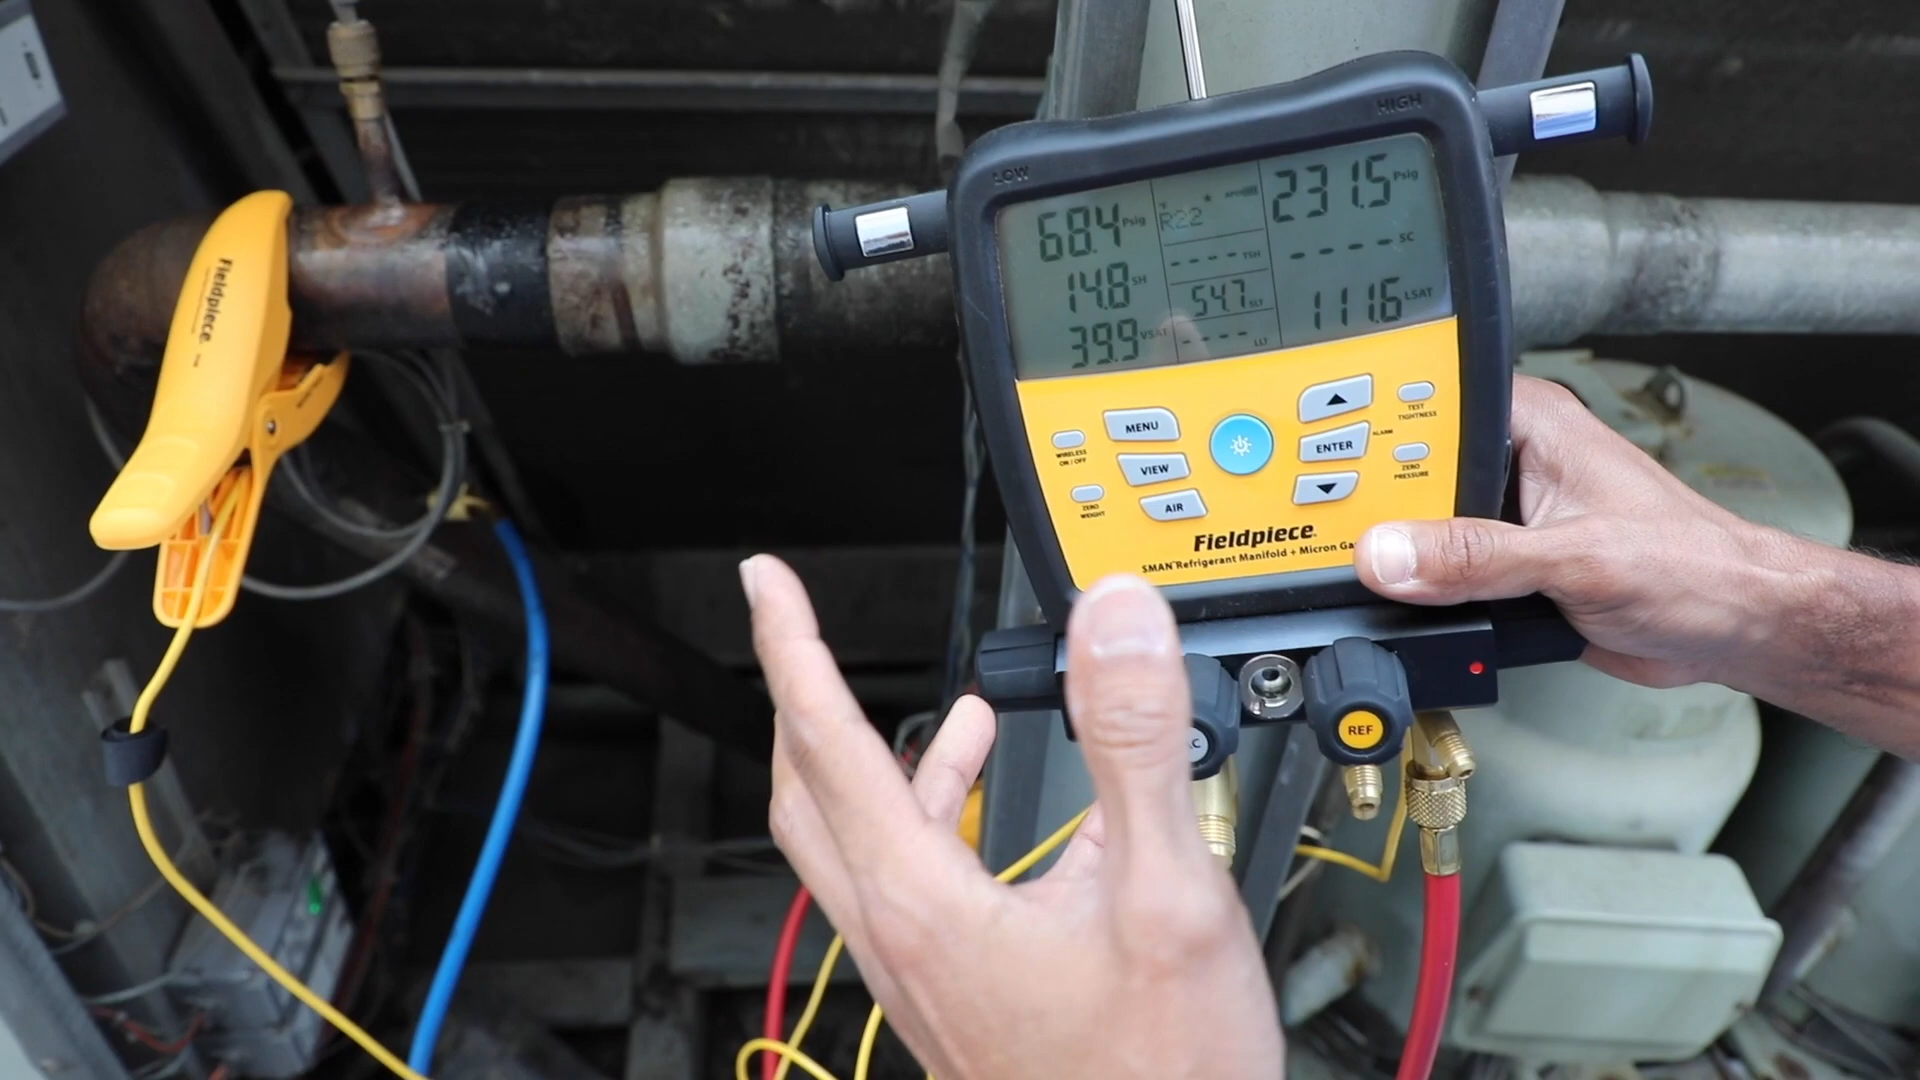 LOW
HIGH
68.4 Psig
14.8 SH
39.9 VSAT
°F
R22
- - - - TSH
54.7 SLT
- - - - LLT
231.5 Psig
- - - - SC
111.6 LSAT
MENU
VIEW
AIR
WIRELESS
ON / OFF
ZERO
WEIGHT
ENTER
ALARM
TEST
TIGHTNESS
ZERO
PRESSURE
Fieldpiece
SMAN Refrigerant Manifold + Micron Ga
REF
Fieldpiece